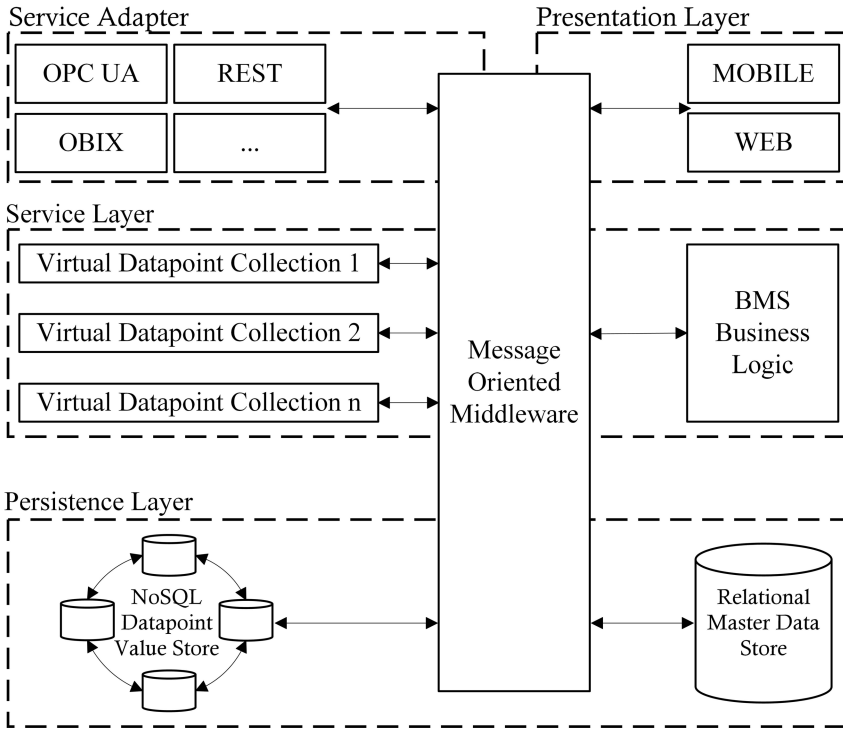 Service Adapter
Presentation Layer
OPC UA
REST
OBIX
...
MOBILE
WEB
Service Layer
Virtual Datapoint Collection 1
Virtual Datapoint Collection 2
Virtual Datapoint Collection n
Message
Oriented
Middleware
BMS
Business
Logic
Persistence Layer
NoSQL
Datapoint
Value Store
Relational
Master Data
Store